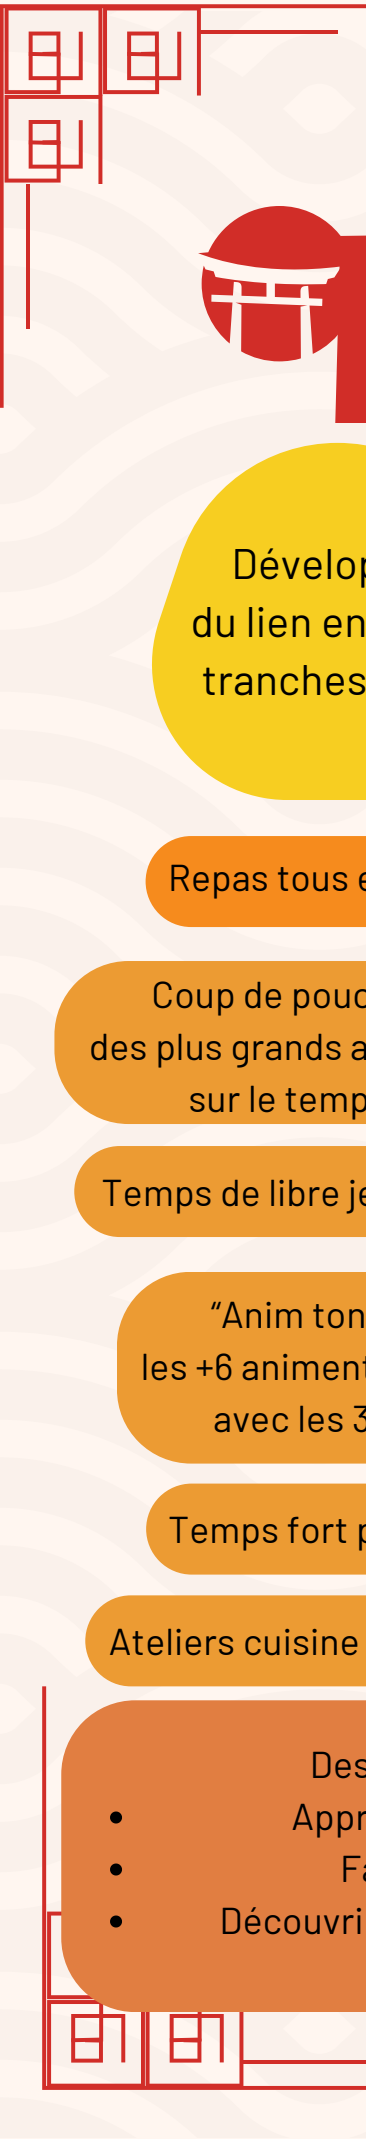 Dévelop
du lien en
tranches
Repas tous e
Coup de pouc
des plus grands a
sur le temp
Temps de libre je
“Anim ton
les +6 animent
avec les 3
Temps fort p
Ateliers cuisine
Des
Appr
Fa
Découvri